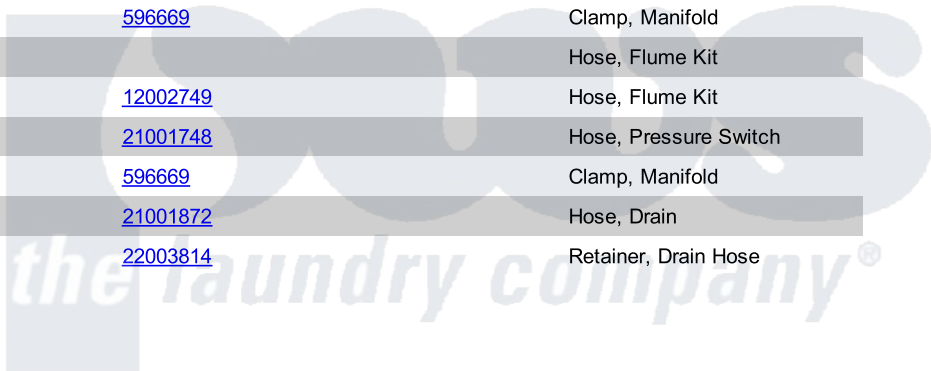 596669 Clamp, Manifold
Hose, Flume Kit
12002749 Hose, Flume Kit
21001748 Hose, Pressure Switch
596669 Clamp, Manifold
21001872 Hose, Drain
22003814 Retainer, Drain Hose
the laundry company®